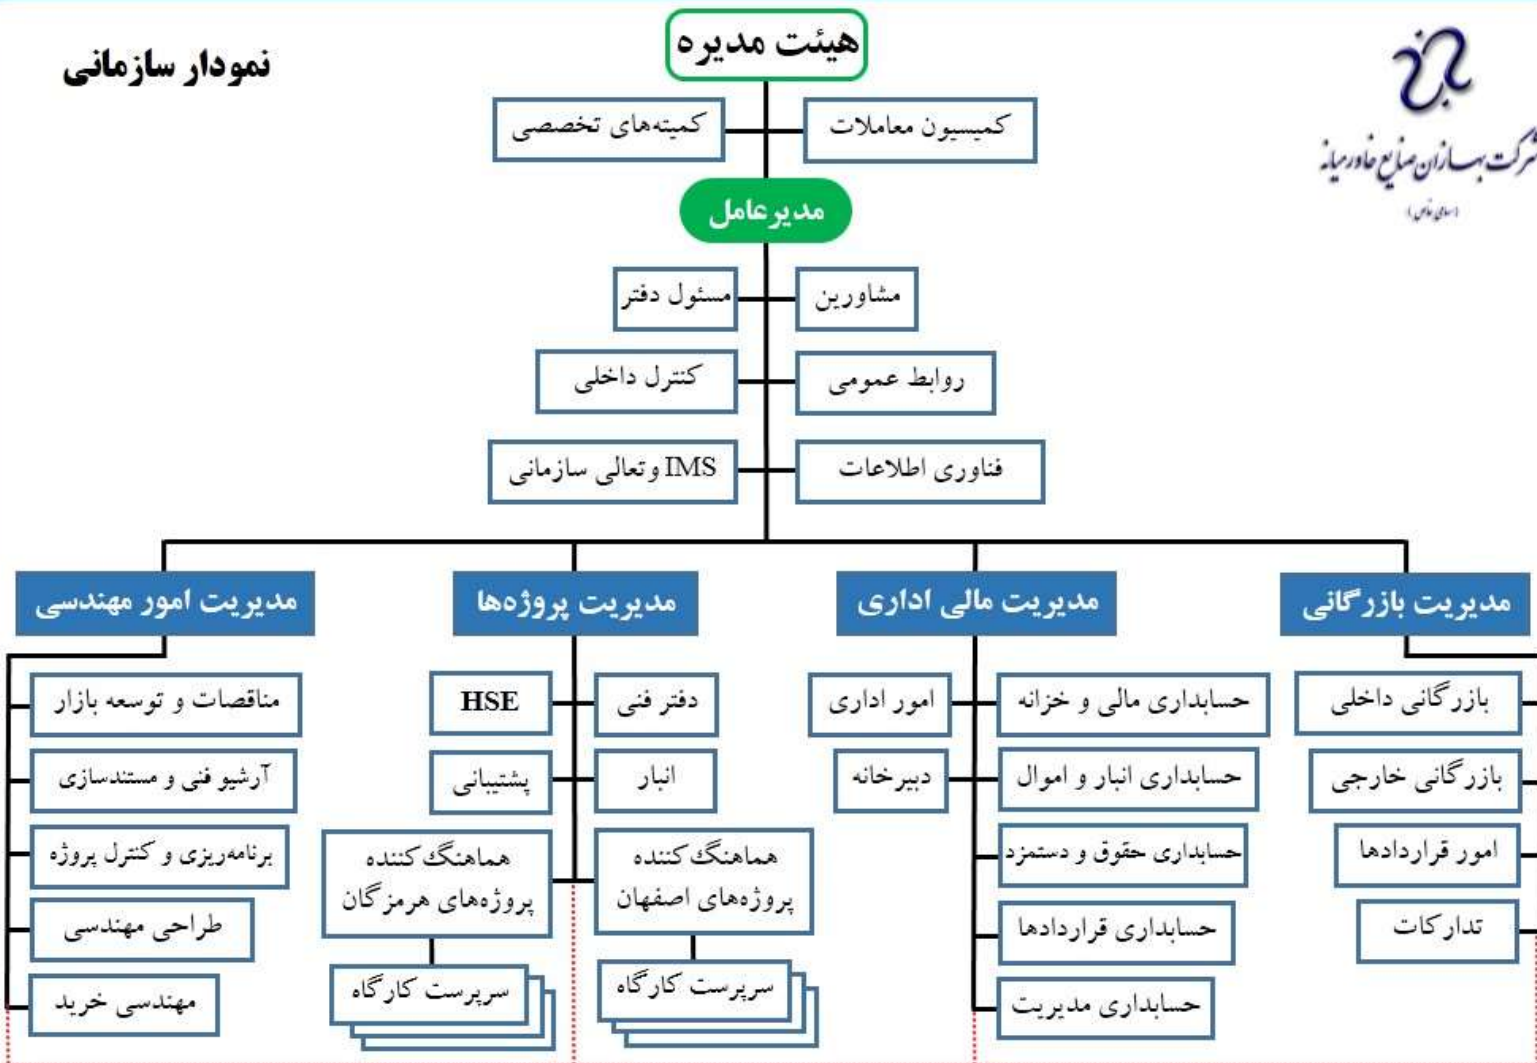 هیئت مدیره
نمودار سازمانی
شرکت بهسازان صنایع خاورمیانه
(سهامی خاص)
کمیسیون معاملات
کمیته‌های تخصصی
مدیرعامل
مشاورین
مسئول دفتر
روابط عمومی
کنترل داخلی
فناوری اطلاعات
IMS وتعالی سازمانی
مدیریت بازرگانی
مدیریت مالی اداری
مدیریت پروژه‌ها
مدیریت امور مهندسی
بازرگانی داخلی
بازرگانی خارجی
امور قراردادها
تدارکات
حسابداری مالی و خزانه
امور اداری
حسابداری انبار و اموال
دبیرخانه
حسابداری حقوق و دستمزد
حسابداری قراردادها
حسابداری مدیریت
دفتر فنی
HSE
انبار
پشتیبانی
هماهنگ‌کننده
پروژه‌های اصفهان
سرپرست کارگاه
هماهنگ‌کننده
پروژه‌های هرمزگان
سرپرست کارگاه
مناقصات و توسعه بازار
آرشیو فنی و مستندسازی
برنامه‌ریزی و کنترل پروژه
طراحی مهندسی
مهندسی خرید